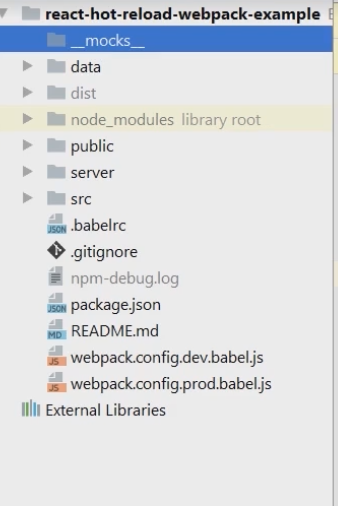 react-hot-reload-webpack-example
__mocks__
data
dist
node_modules library root
public
server
src
.babelrc
.gitignore
npm-debug.log
package.json
README.md
webpack.config.dev.babel.js
webpack.config.prod.babel.js
External Libraries